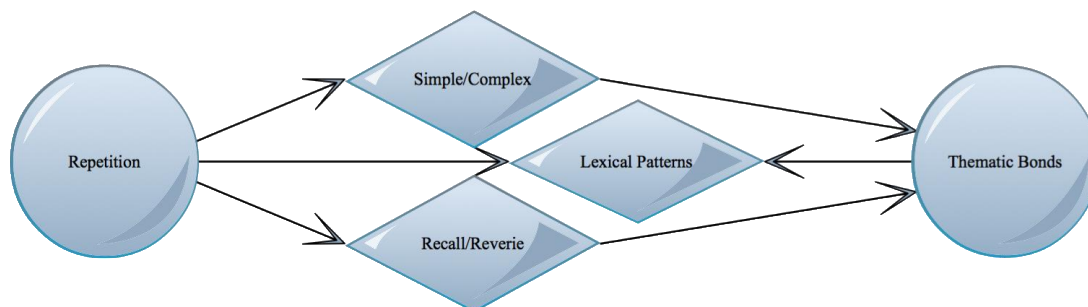 Simple/Complex
Repetition
Lexical Patterns
Thematic Bonds
Recall/Reverie